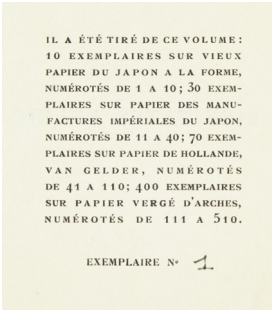 IL A ÉTÉ TIRÉ DE CE VOLUME:
10 EXEMPLAIRES SUR VIEUX
PAPIER DU JAPON A LA FORME,
NUMÉROTÉS DE 1 A 10; 30 EXEM-
PLAIRES SUR PAPIER DES MANU-
FACTURES IMPÉRIALES DU JAPON,
NUMÉROTÉS DE 11 A 40; 70 EXEM-
PLAIRES SUR PAPIER DE HOLLANDE,
VAN GELDER, NUMÉROTÉS
DE 41 A 110; 400 EXEMPLAIRES
SUR PAPIER VERGÉ D'ARCHES,
NUMÉROTÉS DE 111 A 510.
EXEMPLAIRE No 1